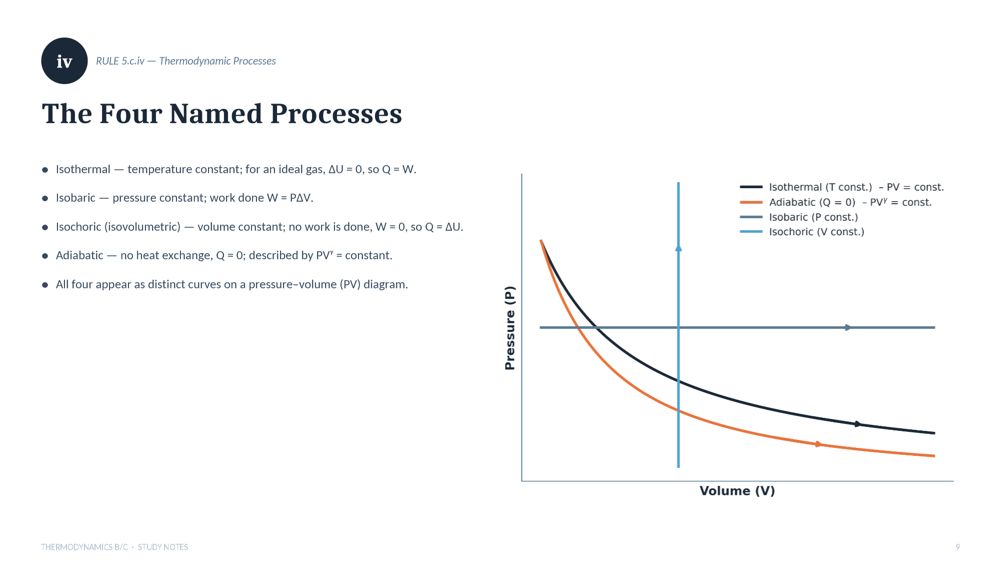 iv
RULE 5.c.iv — Thermodynamic Processes
The Four Named Processes
● Isothermal — temperature constant; for an ideal gas, ΔU = 0, so Q = W.
● Isobaric — pressure constant; work done W = PΔV.
● Isochoric (isovolumetric) — volume constant; no work is done, W = 0, so Q = ΔU.
● Adiabatic — no heat exchange, Q = 0; described by PVᵞ = constant.
● All four appear as distinct curves on a pressure–volume (PV) diagram.
Isothermal (T const.) – PV = const.
Adiabatic (Q = 0) – PVᵞ = const.
Isobaric (P const.)
Isochoric (V const.)
Pressure (P)
Volume (V)
THERMODYNAMICS B/C · STUDY NOTES
9